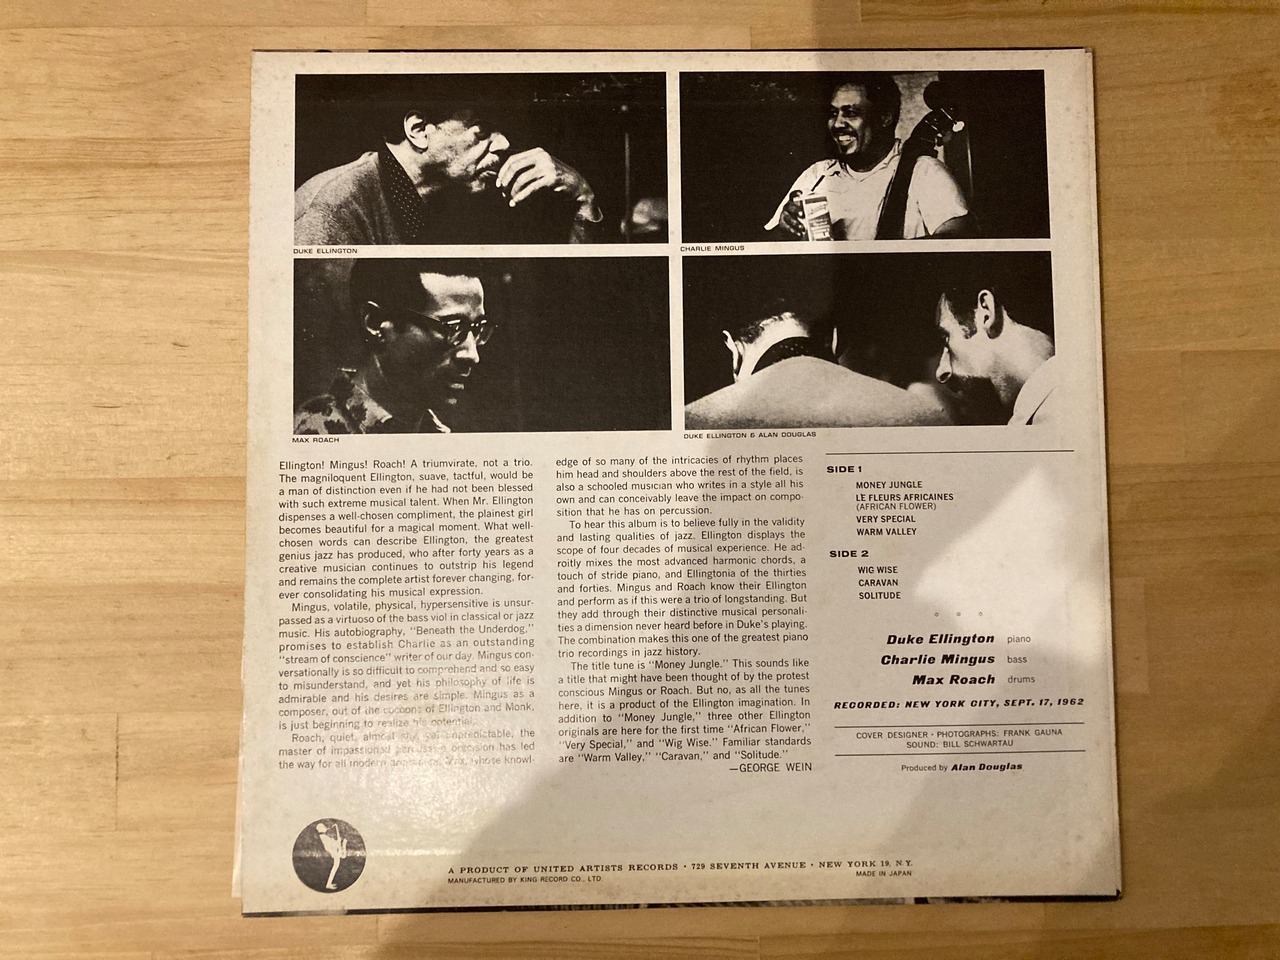 DUKE ELLINGTON
CHARLIE MINGUS
MAX ROACH
DUKE ELLINGTON & ALAN DOUGLAS
Ellington! Mingus! Roach! A triumvirate, not a trio.
The magniloquent Ellington, suave, tactful, would be
a man of distinction even if he had not been blessed
with such extreme musical talent. When Mr. Ellington
dispenses a well-chosen compliment, the plainest girl
becomes beautiful for a magical moment. What well-
chosen words can describe Ellington, the greatest
genius jazz has produced, who after forty years as a
creative musician continues to outstrip his legend
and remains the complete artist forever changing, for-
ever consolidating his musical expression.
Mingus, volatile, physical, hypersensitive is unsur-
passed as a virtuoso of the bass viol in classical or jazz
music. His autobiography, "Beneath the Underdog,"
promises to establish Charlie as an outstanding
"stream of conscience" writer of our day. Mingus con-
versationally is so difficult to comprehend and so easy
to misunderstand, and yet his philosophy of life is
admirable and his desires are simple. Mingus as a
composer, out of the cocoons of Ellington and Monk,
is just beginning to realize his potential.
Roach, quiet, almost shy, yet unpredictable, the
master of impassioned percussive precision has led
the way for all modern Max, whose knowl-
edge of so many of the intricacies of rhythm places
him head and shoulders above the rest of the field, is
also a schooled musician who writes in a style all his
own and can conceivably leave the impact on compo-
sition that he has on percussion.
To hear this album is to believe fully in the validity
and lasting qualities of jazz. Ellington displays the
scope of four decades of musical experience. He ad-
roitly mixes the most advanced harmonic chords, a
touch of stride piano, and Ellingtonia of the thirties
and forties. Mingus and Roach know their Ellington
and perform as if this were a trio of longstanding. But
they add through their distinctive musical personali-
ties a dimension never heard before in Duke's playing.
The combination makes this one of the greatest piano
trio recordings in jazz history.
The title tune is "Money Jungle." This sounds like
a title that might have been thought of by the protest
conscious Mingus or Roach. But no, as all the tunes
here, it is a product of the Ellington imagination. In
addition to "Money Jungle," three other Ellington
originals are here for the first time "African Flower,"
"Very Special," and "Wig Wise." Familiar standards
are "Warm Valley," "Caravan," and "Solitude."
—GEORGE WEIN
SIDE 1
MONEY JUNGLE
LE FLEURS AFRICAINES
(AFRICAN FLOWER)
VERY SPECIAL
WARM VALLEY
SIDE 2
WIG WISE
CARAVAN
SOLITUDE
Duke Ellington piano
Charlie Mingus bass
Max Roach drums
RECORDED: NEW YORK CITY, SEPT. 17, 1962
COVER DESIGNER · PHOTOGRAPHS: FRANK GAUNA
SOUND: BILL SCHWARTAU
Produced by Alan Douglas
A PRODUCT OF UNITED ARTISTS RECORDS · 729 SEVENTH AVENUE · NEW YORK 19, N.Y.
MANUFACTURED BY KING RECORD CO., LTD. MADE IN JAPAN